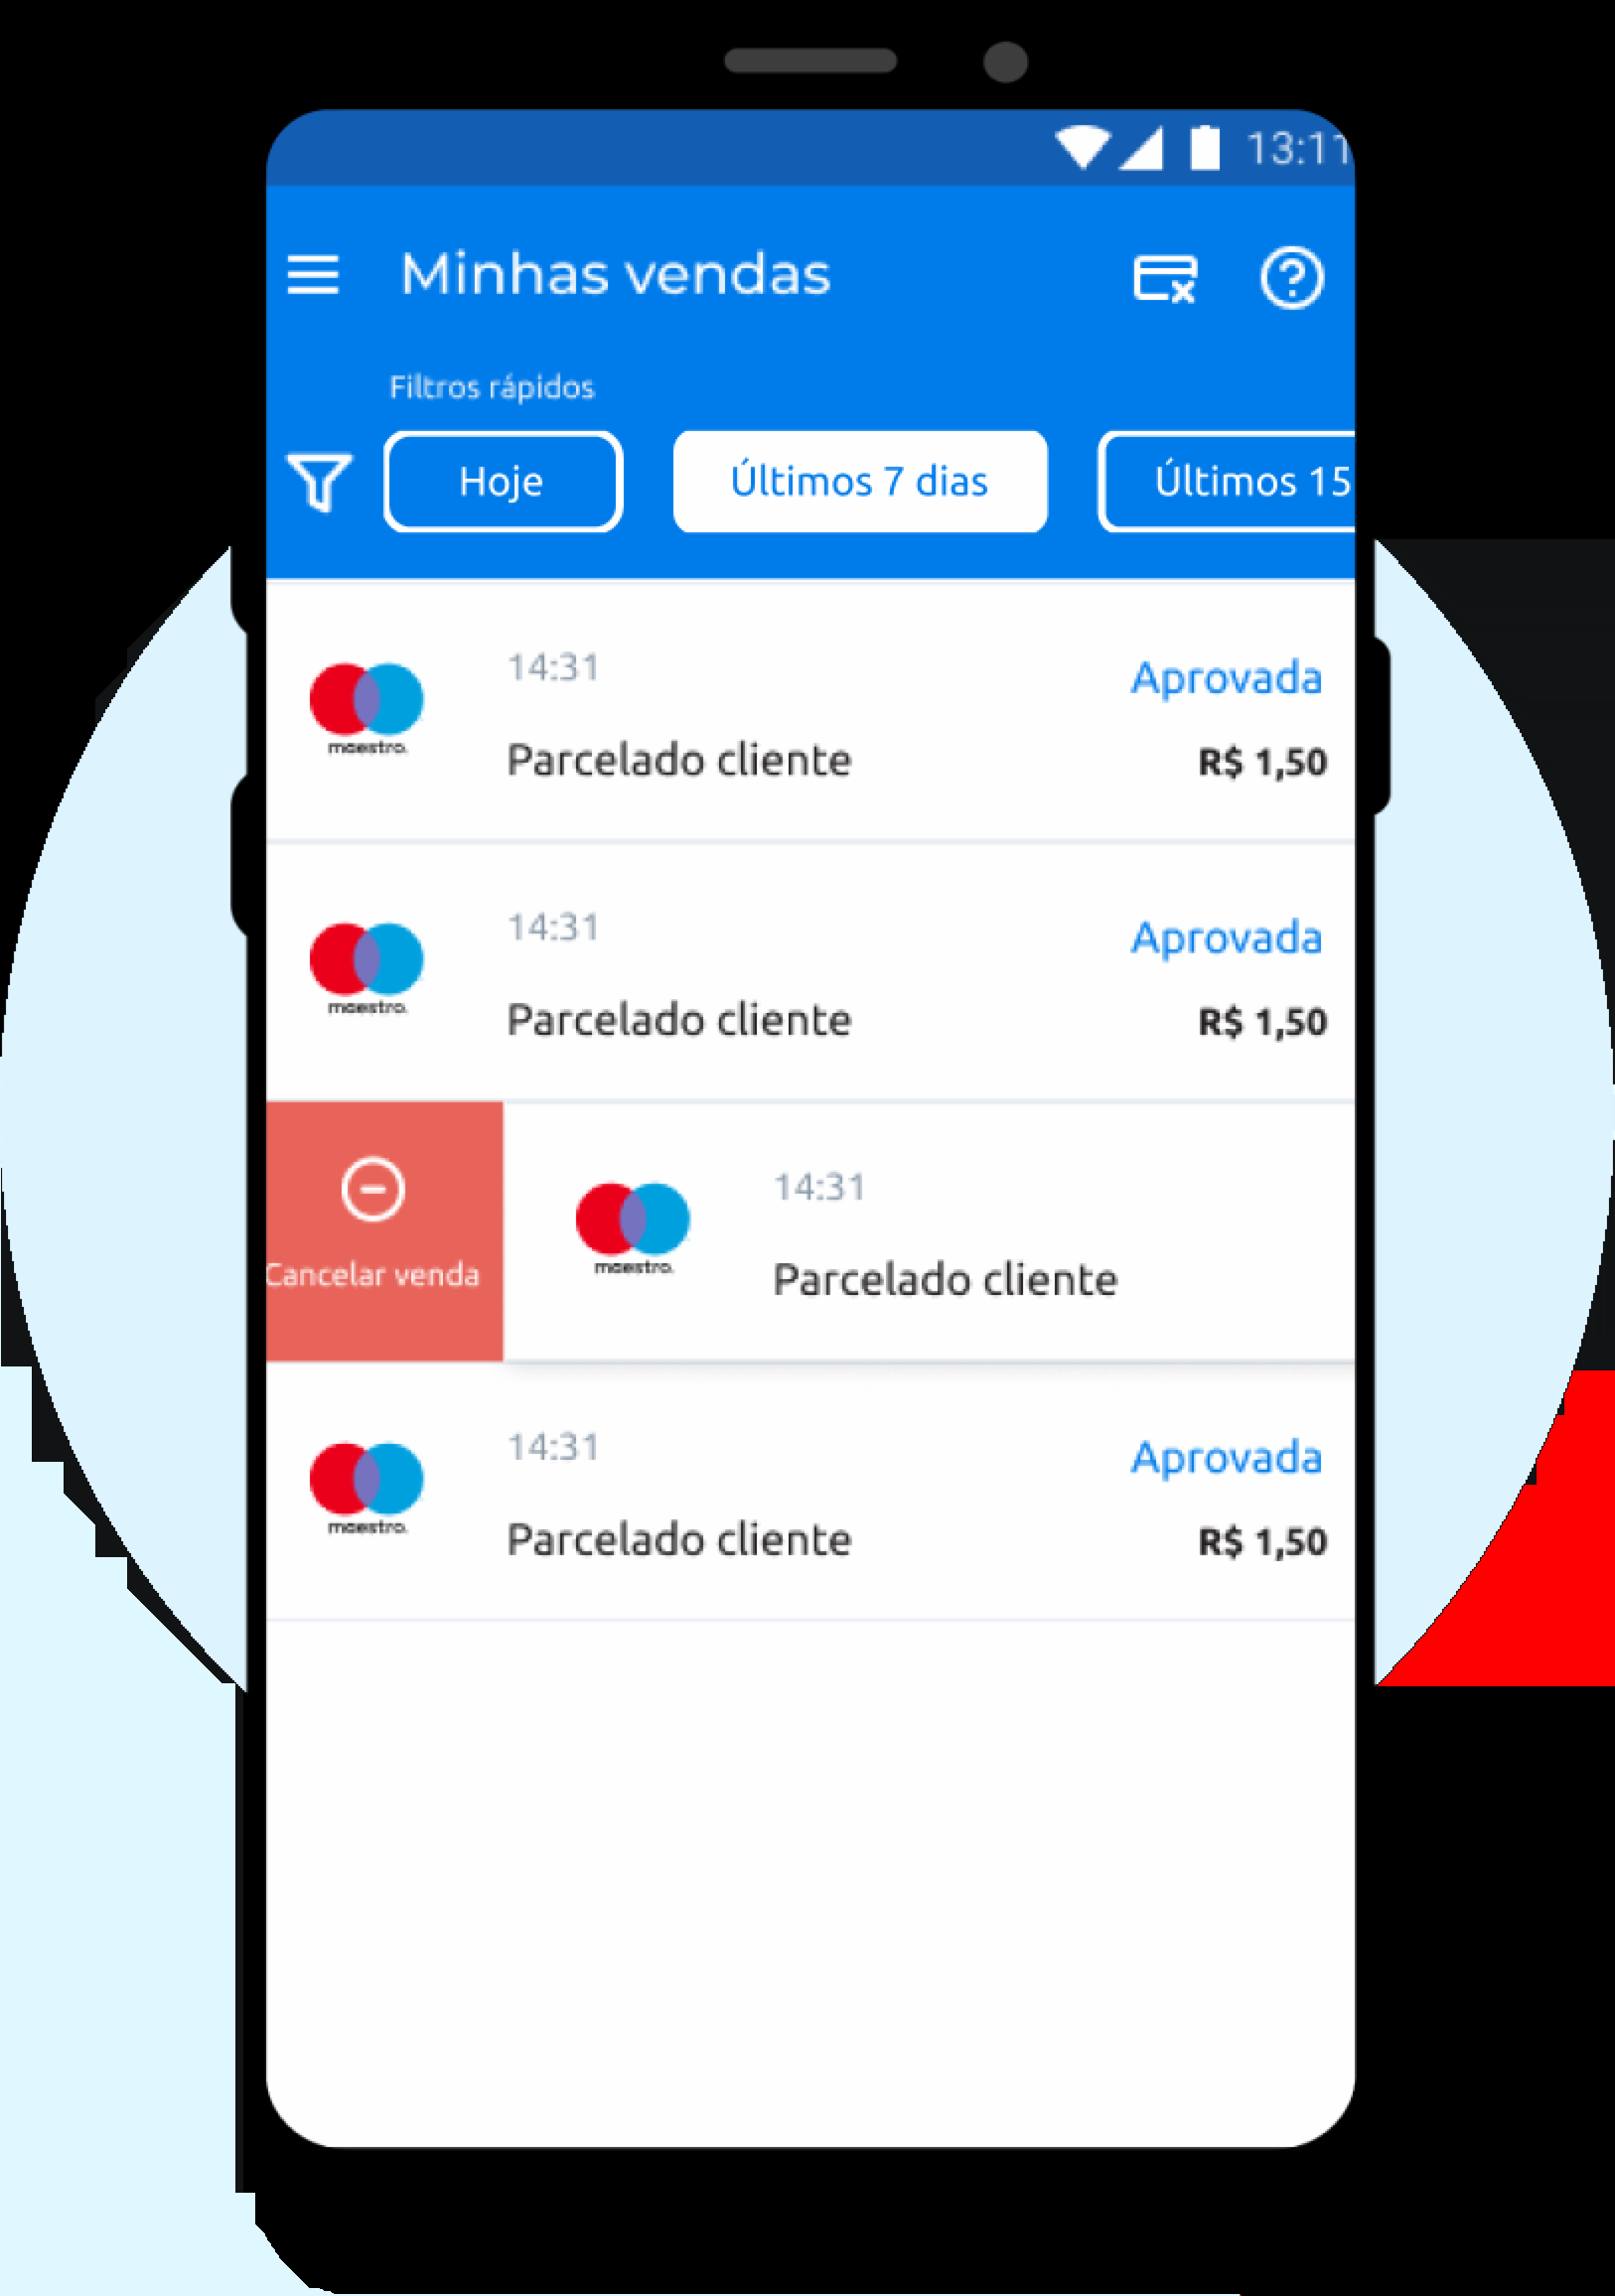 13:11
Minhas vendas
Filtros rápidos
Hoje
Últimos 7 dias
Últimos 15
14:31
Aprovada
maestro.
Parcelado cliente
R$ 1,50
14:31
Aprovada
maestro.
Parcelado cliente
R$ 1,50
14:31
maestro.
Cancelar venda
Parcelado cliente
14:31
Aprovada
maestro.
Parcelado cliente
R$ 1,50